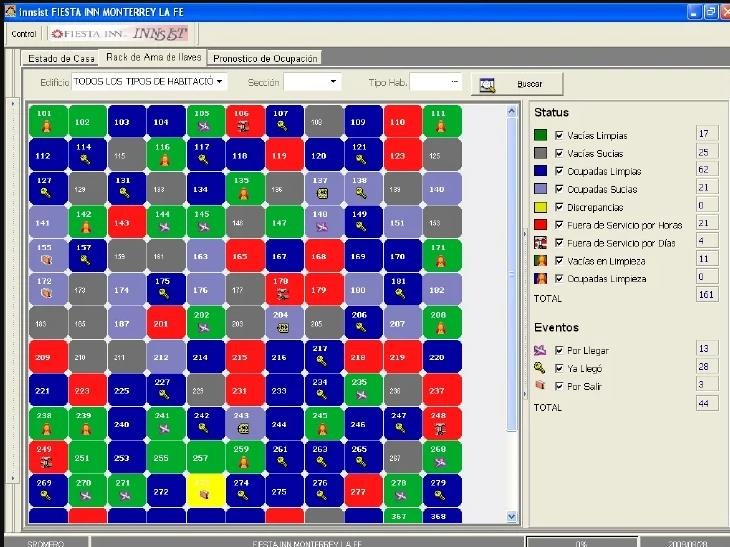 innsist FIESTA INN MONTERREY LA FE
Control FIESTA INN INNSIST
Estado de Casa Rack de Ama de llaves Pronostico de Ocupación
Edificio TODOS LOS TIPOS DE HABITACIÓ Sección Tipo Hab. ... Buscar
101 102 103 104 105 106 107 108 109 110 111
112 114 115 116 117 118 119 120 121 123 125
127 129 131 133 134 135 136 137 138 139 140
141 142 143 144 145 146 147 148 149 151 153
155 157 159 161 163 165 167 168 169 170 171
172 173 174 175 176 177 178 179 180 181 182
183 185 187 201 202 203 204 205 206 207 208
209 210 211 212 214 215 216 217 218 219 220
221 223 225 227 229 231 233 234 235 236 237
238 239 240 241 242 243 244 245 246 247 248
249 251 253 255 257 259 261 263 265 267 268
269 270 271 272 274 275 276 277 278 279
367 368
Status
Vacías Limpias 17
Vacías Sucias 25
Ocupadas Limpias 62
Ocupadas Sucias 21
Discrepancias 0
Fuera de Servicio por Horas 21
Fuera de Servicio por Días 4
Vacías en Limpieza 11
Ocupadas Limpieza 0
TOTAL 161
Eventos
Por Llegar 13
Ya Llegó 28
Por Salir 3
TOTAL 44
SROMERO FIESTA INN MONTERREY LA FE 0% 2009/08/28